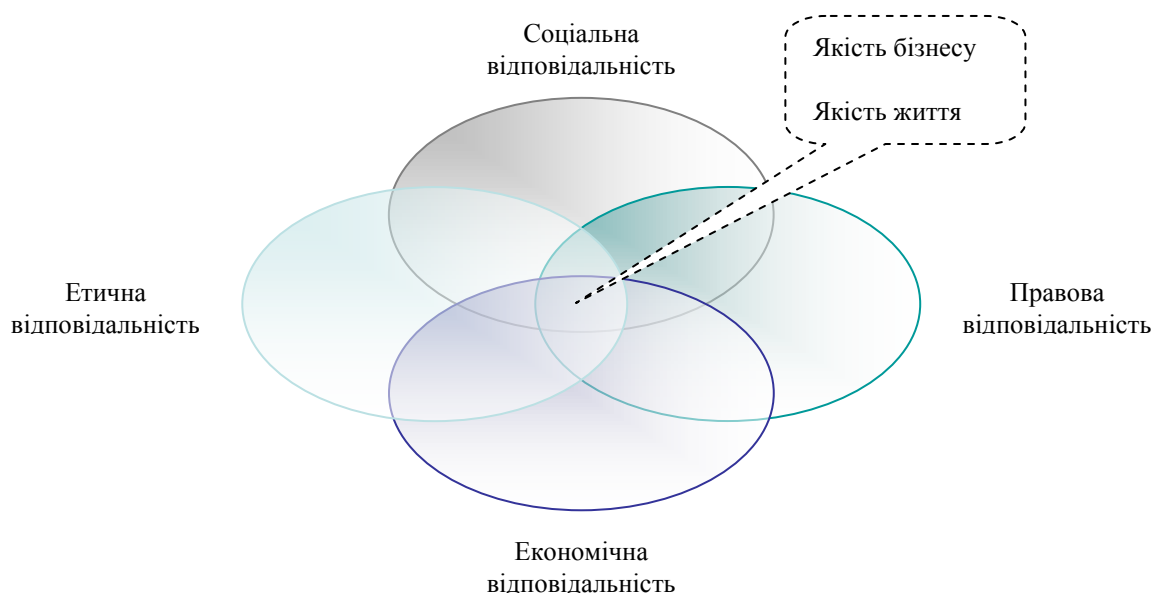 Соціальна
відповідальність
Якість бізнесу
Якість життя
Етична
відповідальність
Правова
відповідальність
Економічна
відповідальність